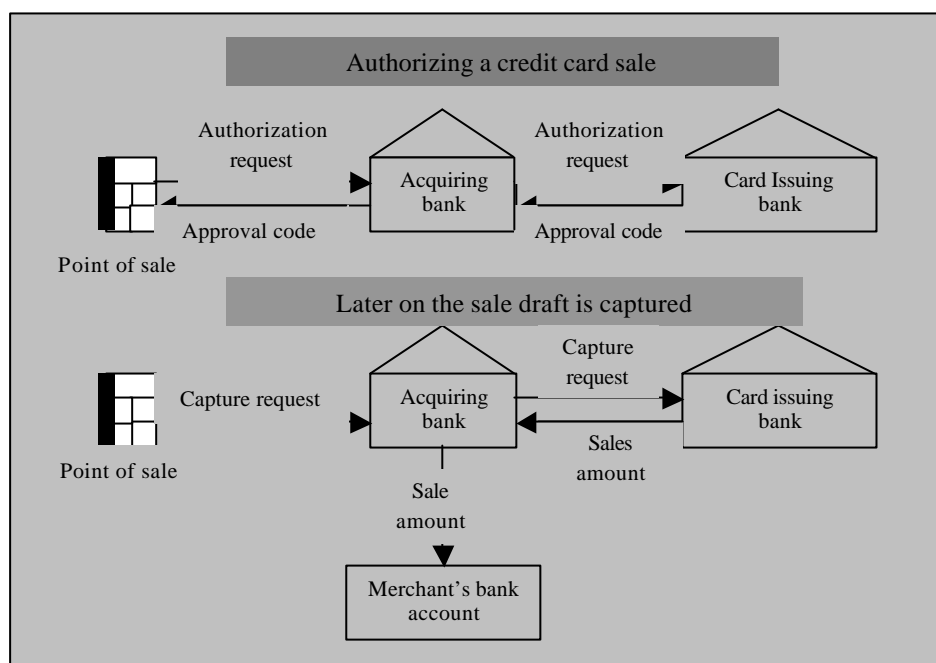 Authorizing a credit card sale
Authorization
request
Authorization
request
Acquiring
bank
Card Issuing
bank
Approval code
Approval code
Point of sale
Later on the sale draft is captured
Capture
request
Capture request
Acquiring
bank
Card issuing
bank
Point of sale
Sales
amount
Sale
amount
Merchant's bank
account